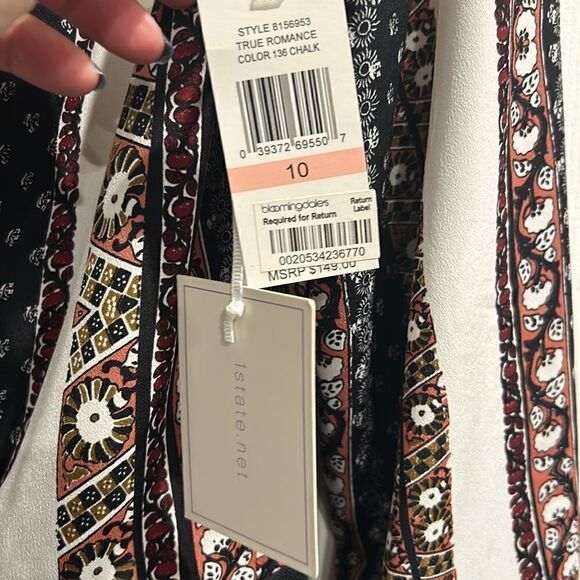 STYLE 8156953
TRUE ROMANCE
COLOR 136 CHALK
0 39372 69550 7
10
bloomingdales Return
Required for Return Label
0020534236770
MSRP $149.00
1state.net